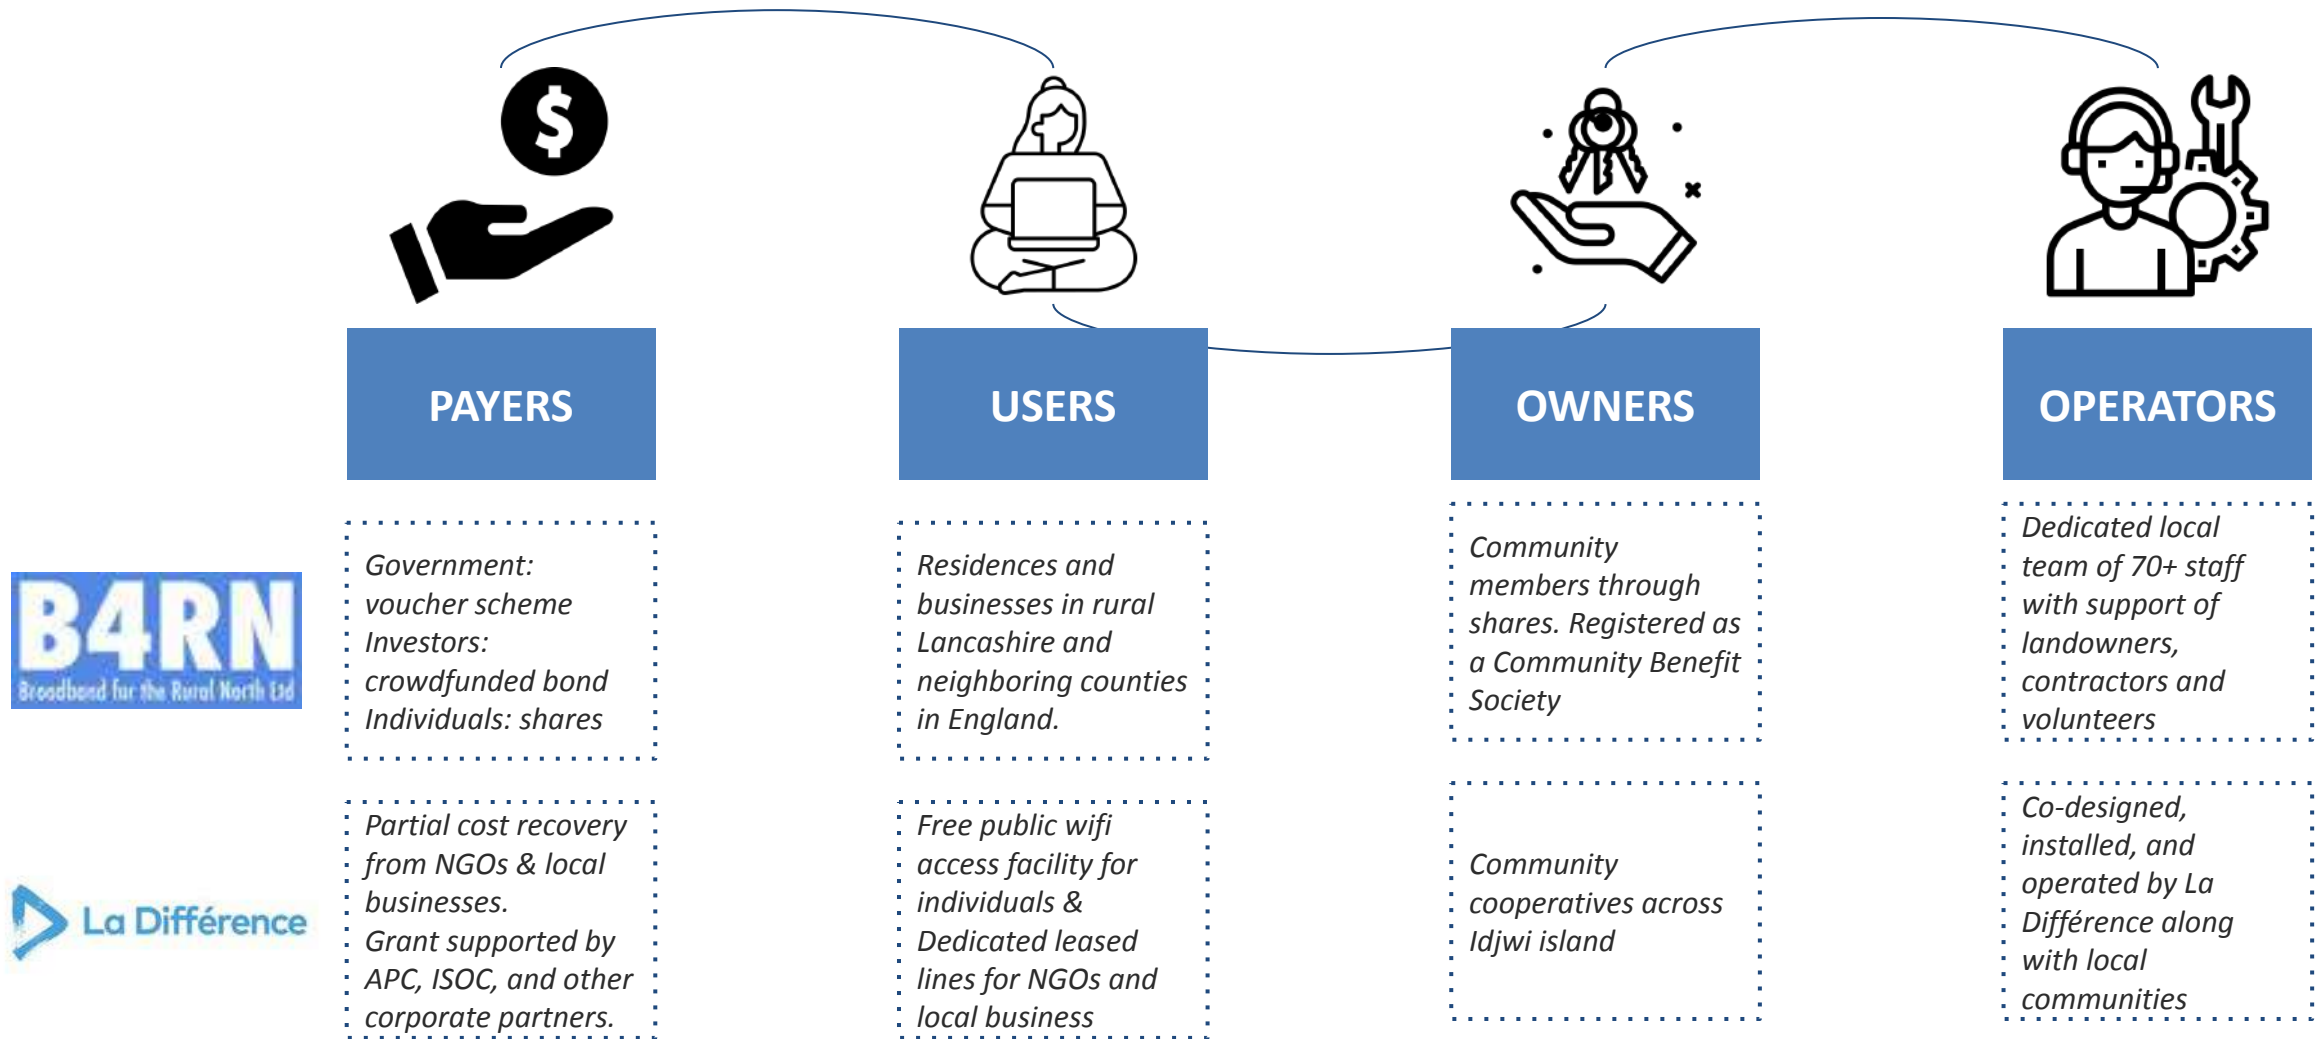 $
PAYERS
USERS
OWNERS
OPERATORS
B4RN
Broadband for the Rural North Ltd
Government:
voucher scheme
Investors:
crowdfunded bond
Individuals: shares
Residences and
businesses in rural
Lancashire and
neighboring counties
in England.
Community
members through
shares. Registered as
a Community Benefit
Society
Dedicated local
team of 70+ staff
with support of
landowners,
contractors and
volunteers
La Différence
Partial cost recovery
from NGOs & local
businesses.
Grant supported by
APC, ISOC, and other
corporate partners.
Free public wifi
access facility for
individuals &
Dedicated leased
lines for NGOs and
local business
Community
cooperatives across
Idjwi island
Co-designed,
installed, and
operated by La
Différence along
with local
communities